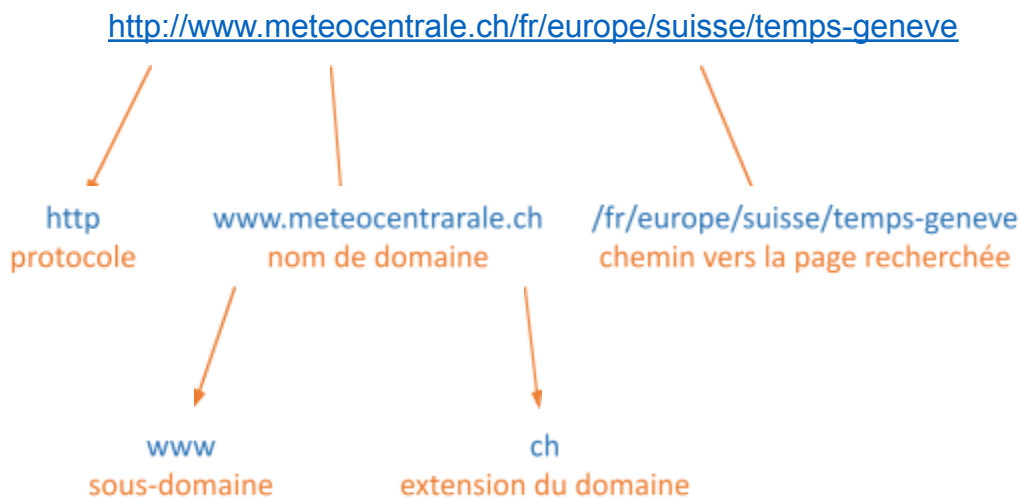 http://www.meteocentrale.ch/fr/europe/suisse/temps-geneve
http www.meteocentrarale.ch /fr/europe/suisse/temps-geneve
protocole nom de domaine chemin vers la page recherchée
www ch
sous-domaine extension du domaine